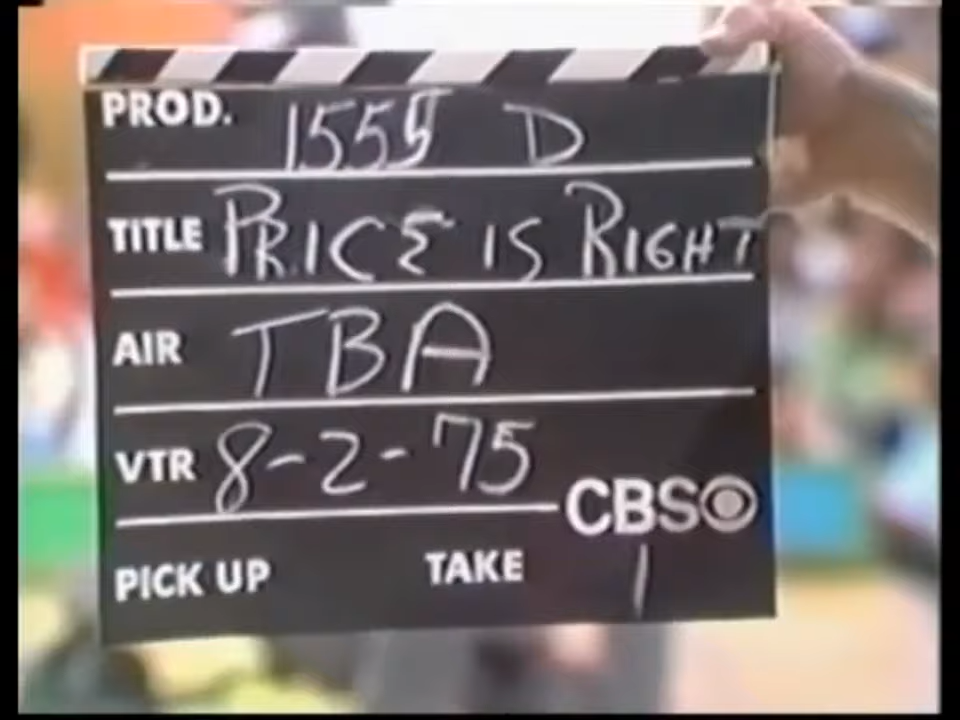 PROD. 1555 D
TITLE PRICE IS RIGHT
AIR TBA
VTR 8-2-75
CBS
PICK UP TAKE 1